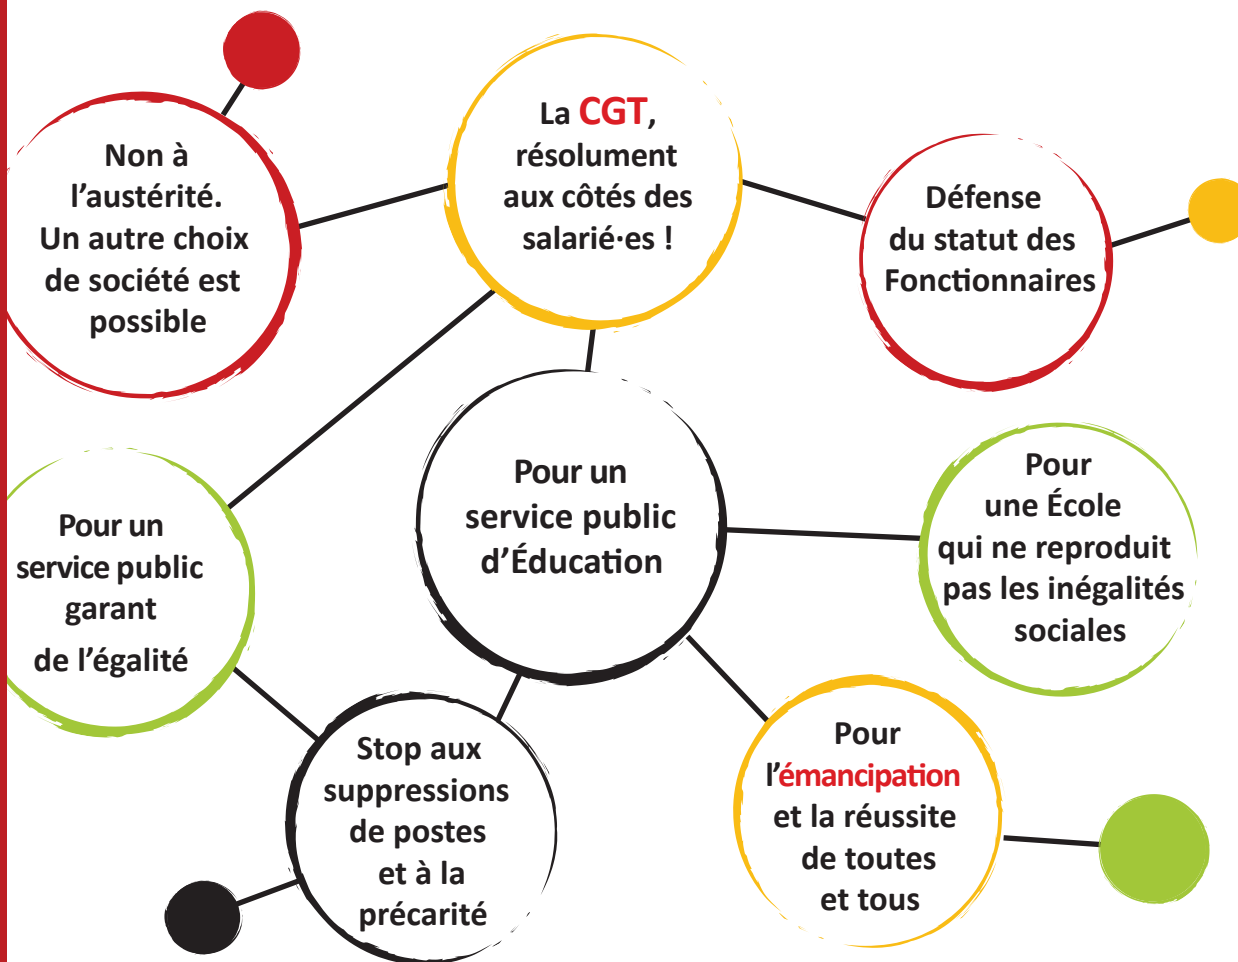 Non à
l’austérité.
Un autre choix
de société est
possible
La CGT,
résolument
aux côtés des
salarié·es !
Défense
du statut des
Fonctionnaires
Pour un
service public
d’Éducation
Pour
une École
qui ne reproduit
pas les inégalités
sociales
Pour un
service public
garant
de l’égalité
Stop aux
suppressions
de postes
et à la
précarité
Pour
l’émancipation
et la réussite
de toutes
et tous